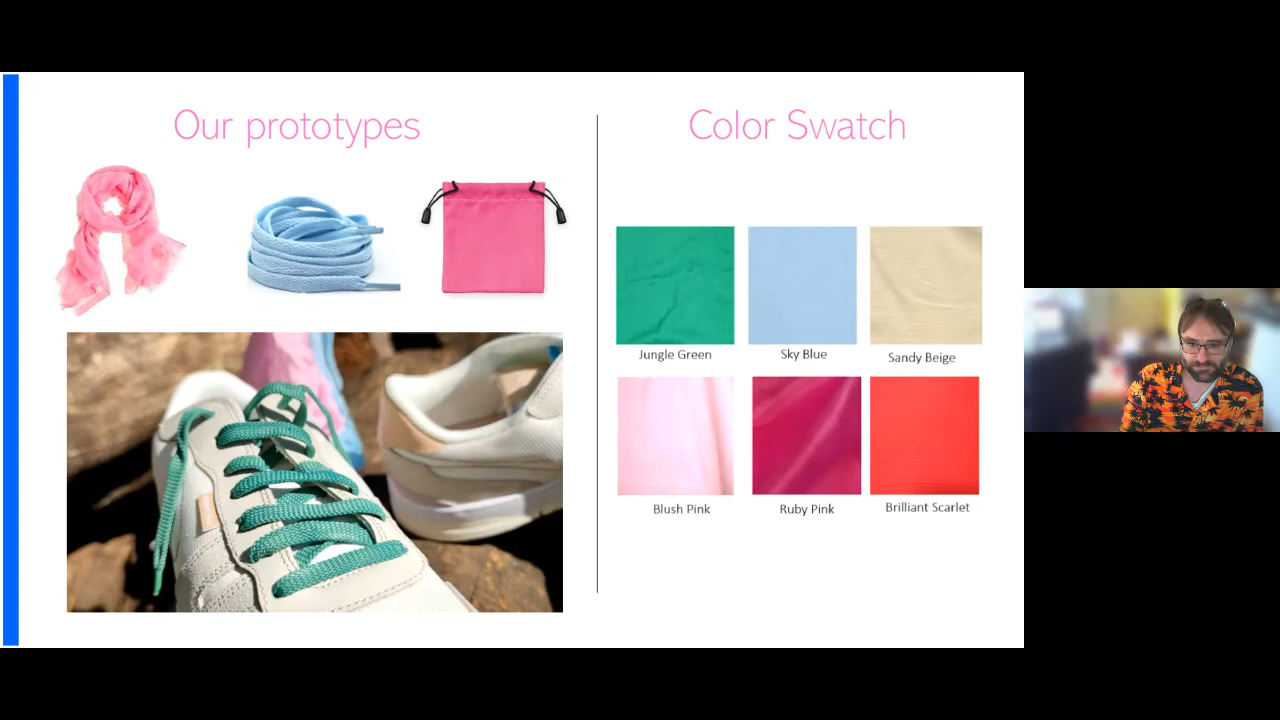 Our prototypes
Color Swatch
Jungle Green
Sky Blue
Sandy Beige
Blush Pink
Ruby Pink
Brilliant Scarlet